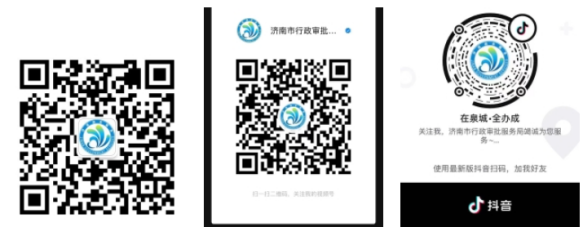 济南市行政审批...
扫一扫二维码，关注我的视频号
在泉城·全办成
关注我，济南市行政审批服务局竭诚为您服
务~...
使用最新版抖音扫码，加我好友
抖音